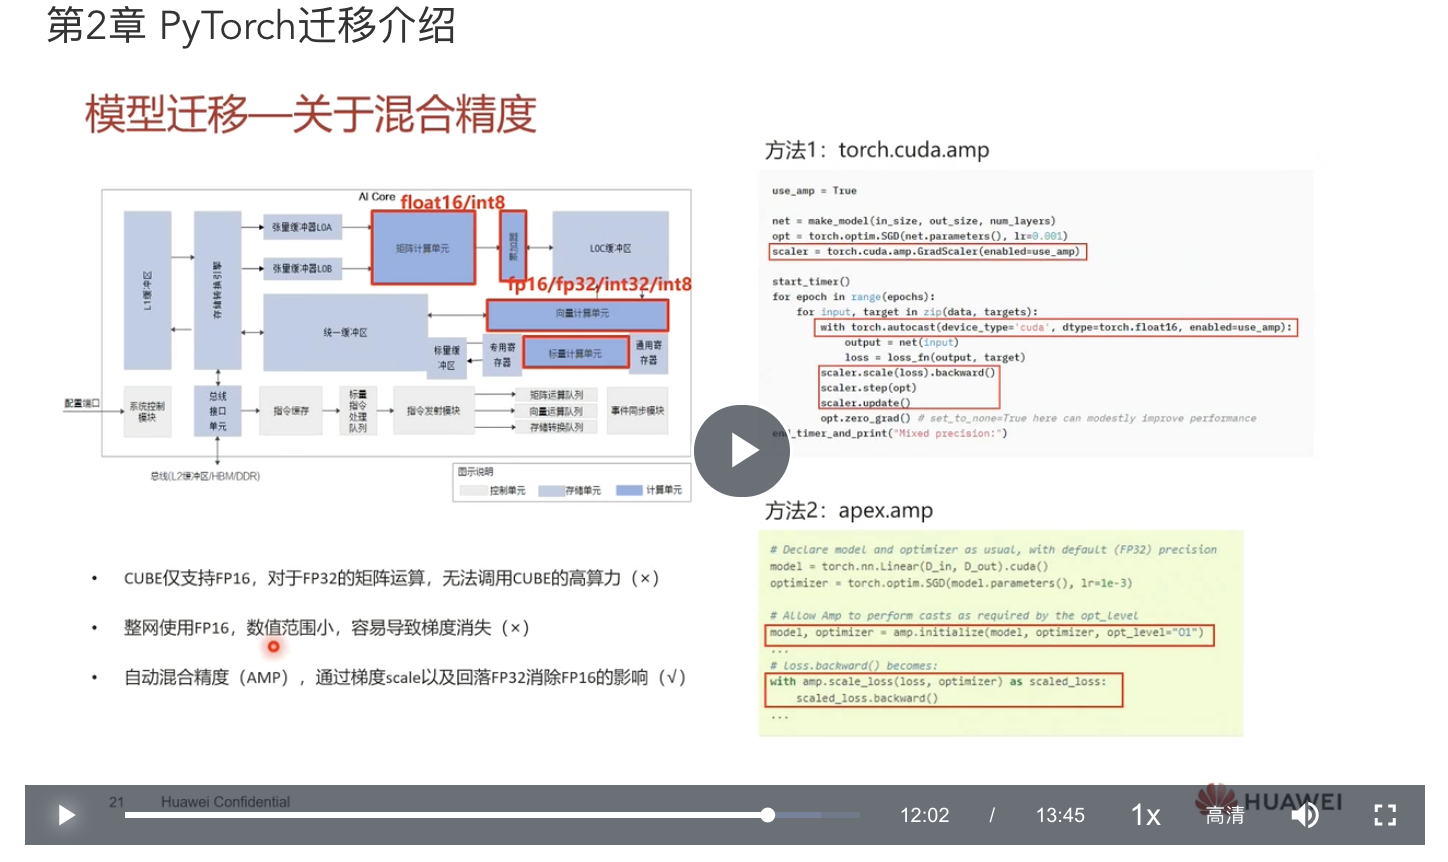 第2章 PyTorch迁移介绍
模型迁移—关于混合精度
AI Core
float16/int8
L1缓冲区
存储转换引擎
张量缓冲器L0A
张量缓冲器L0B
矩阵计算单元
累加器
L0C缓冲区
fp16/fp32/int32/int8
统一缓冲区
向量计算单元
标量缓
冲区
专用寄
存器
标量计算单元
通用寄
存器
配置端口
系统控制
模块
总线
接口
单元
指令缓存
标量
指令
处理
队列
指令发射模块
矩阵运算队列
向量运算队列
存储转换队列
事件同步模块
总线(L2缓冲区/HBM/DDR)
图示说明
控制单元
存储单元
计算单元
• CUBE仅支持FP16，对于FP32的矩阵运算，无法调用CUBE的高算力（×）
• 整网使用FP16，数值范围小，容易导致梯度消失（×）
• 自动混合精度（AMP），通过梯度scale以及回落FP32消除FP16的影响（√）
方法1：torch.cuda.amp
use_amp = True
net = make_model(in_size, out_size, num_layers)
opt = torch.optim.SGD(net.parameters(), lr=0.001)
scaler = torch.cuda.amp.GradScaler(enabled=use_amp)
start_timer()
for epoch in range(epochs):
for input, target in zip(data, targets):
with torch.autocast(device_type='cuda', dtype=torch.float16, enabled=use_amp):
output = net(input)
loss = loss_fn(output, target)
scaler.scale(loss).backward()
scaler.step(opt)
scaler.update()
opt.zero_grad() # set_to_none=True here can modestly improve performance
end_timer_and_print("Mixed precision:")
方法2：apex.amp
# Declare model and optimizer as usual, with default (FP32) precision
model = torch.nn.Linear(D_in, D_out).cuda()
optimizer = torch.optim.SGD(model.parameters(), lr=1e-3)
# Allow Amp to perform casts as required by the opt_level
model, optimizer = amp.initialize(model, optimizer, opt_level="O1")
...
# loss.backward() becomes:
with amp.scale_loss(loss, optimizer) as scaled_loss:
scaled_loss.backward()
...
21 Huawei Confidential
HUAWEI
12:02 / 13:45 1x 高清